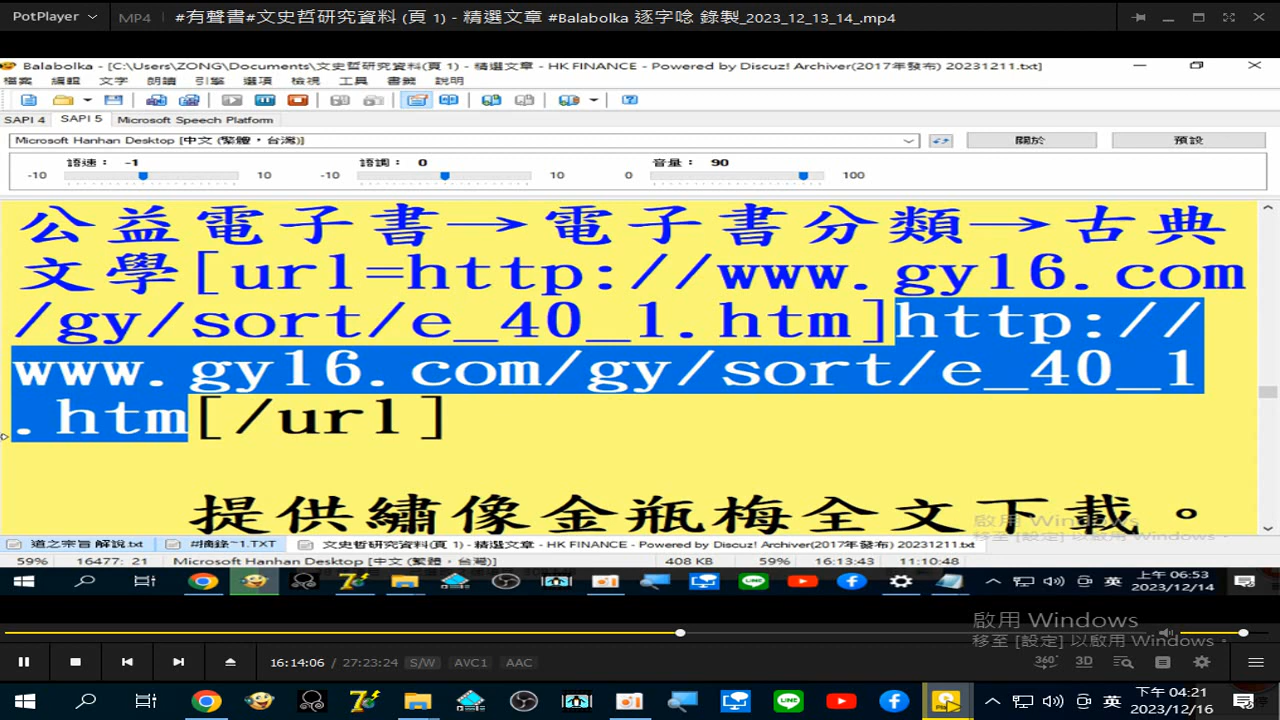 PotPlayer
MP4
#有聲書#文史哲研究資料 (頁 1) - 精選文章 #Balabolka 逐字唸 錄製_2023_12_13_14_.mp4
Balabolka - [C:\Users\ZONG\Documents\文史哲研究資料(頁 1) - 精選文章 - HK FINANCE - Powered by Discuz! Archiver(2017年發布) 20231211.txt]
檔案 編輯 文字 朗讀 引擎 選項 檢視 工具 書籤 說明
SAPI 4 SAPI 5 Microsoft Speech Platform
Microsoft Hanhan Desktop [中文 (繁體，台灣)]
關於 預設
語速： -1 語調： 0 音量： 90
-10 10 -10 10 0 100
公益電子書→電子書分類→古典
文學[url=http://www.gy16.com
/gy/sort/e_40_1.htm]http://
www.gy16.com/gy/sort/e_40_1
.htm[/url]
提供繡像金瓶梅全文下載。
啟用 Windows
移至 [設定] 以啟用 Windows。
道之宗旨 解說.txt #摘錄~1.TXT 文史哲研究資料(頁 1) - 精選文章 - HK FINANCE - Powered by Discuz! Archiver(2017年發布) 20231211.txt
59% 16477: 21 Microsoft Hanhan Desktop [中文 (繁體，台灣)] 408 KB 59% 16:13:43 11:10:48
英 上午 06:53
2023/12/14
啟用 Windows
移至 [設定] 以啟用 Windows。
16:14:06 / 27:23:24 S/W AVC1 AAC
360° 3D
英 下午 04:21
2023/12/16